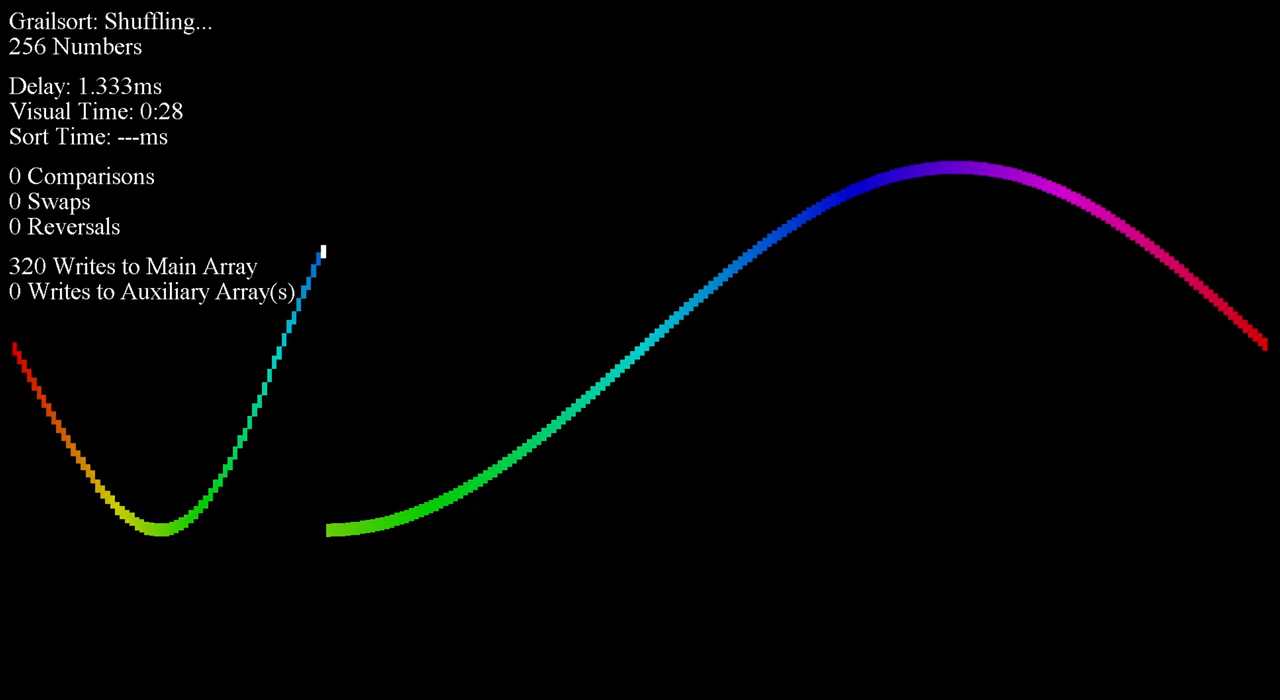 Grailsort: Shuffling...
256 Numbers
Delay: 1.333ms
Visual Time: 0:28
Sort Time: ---ms
0 Comparisons
0 Swaps
0 Reversals
320 Writes to Main Array
0 Writes to Auxiliary Array(s)